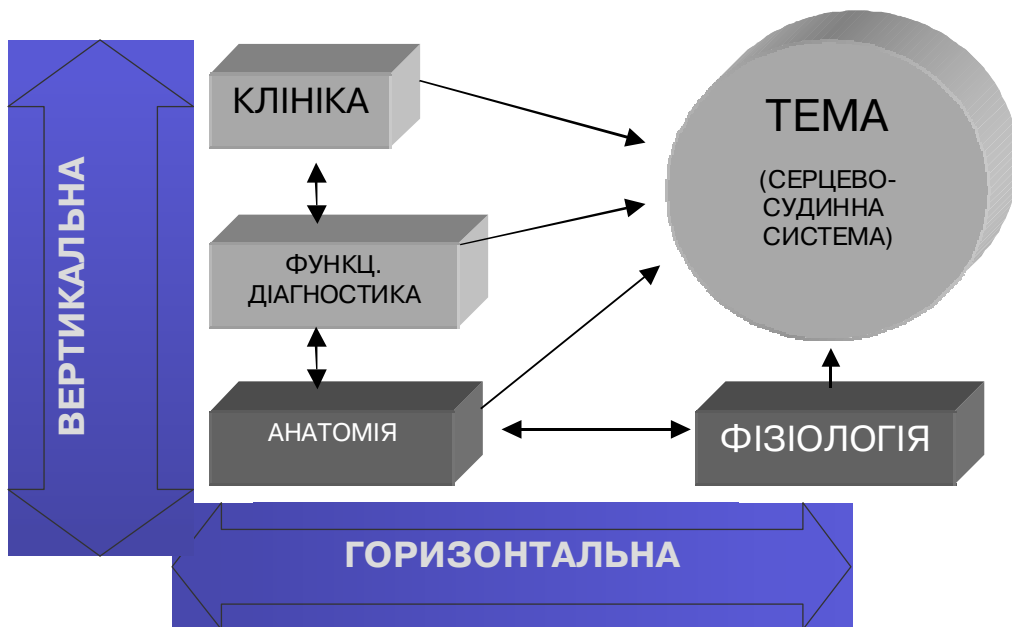 КЛІНІКА
ТЕМА
(СЕРЦЕВО-
СУДИННА
СИСТЕМА)
ФУНКЦ.
ДІАГНОСТИКА
АНАТОМІЯ
ФІЗІОЛОГІЯ
ВЕРТИКАЛЬНА
ГОРИЗОНТАЛЬНА